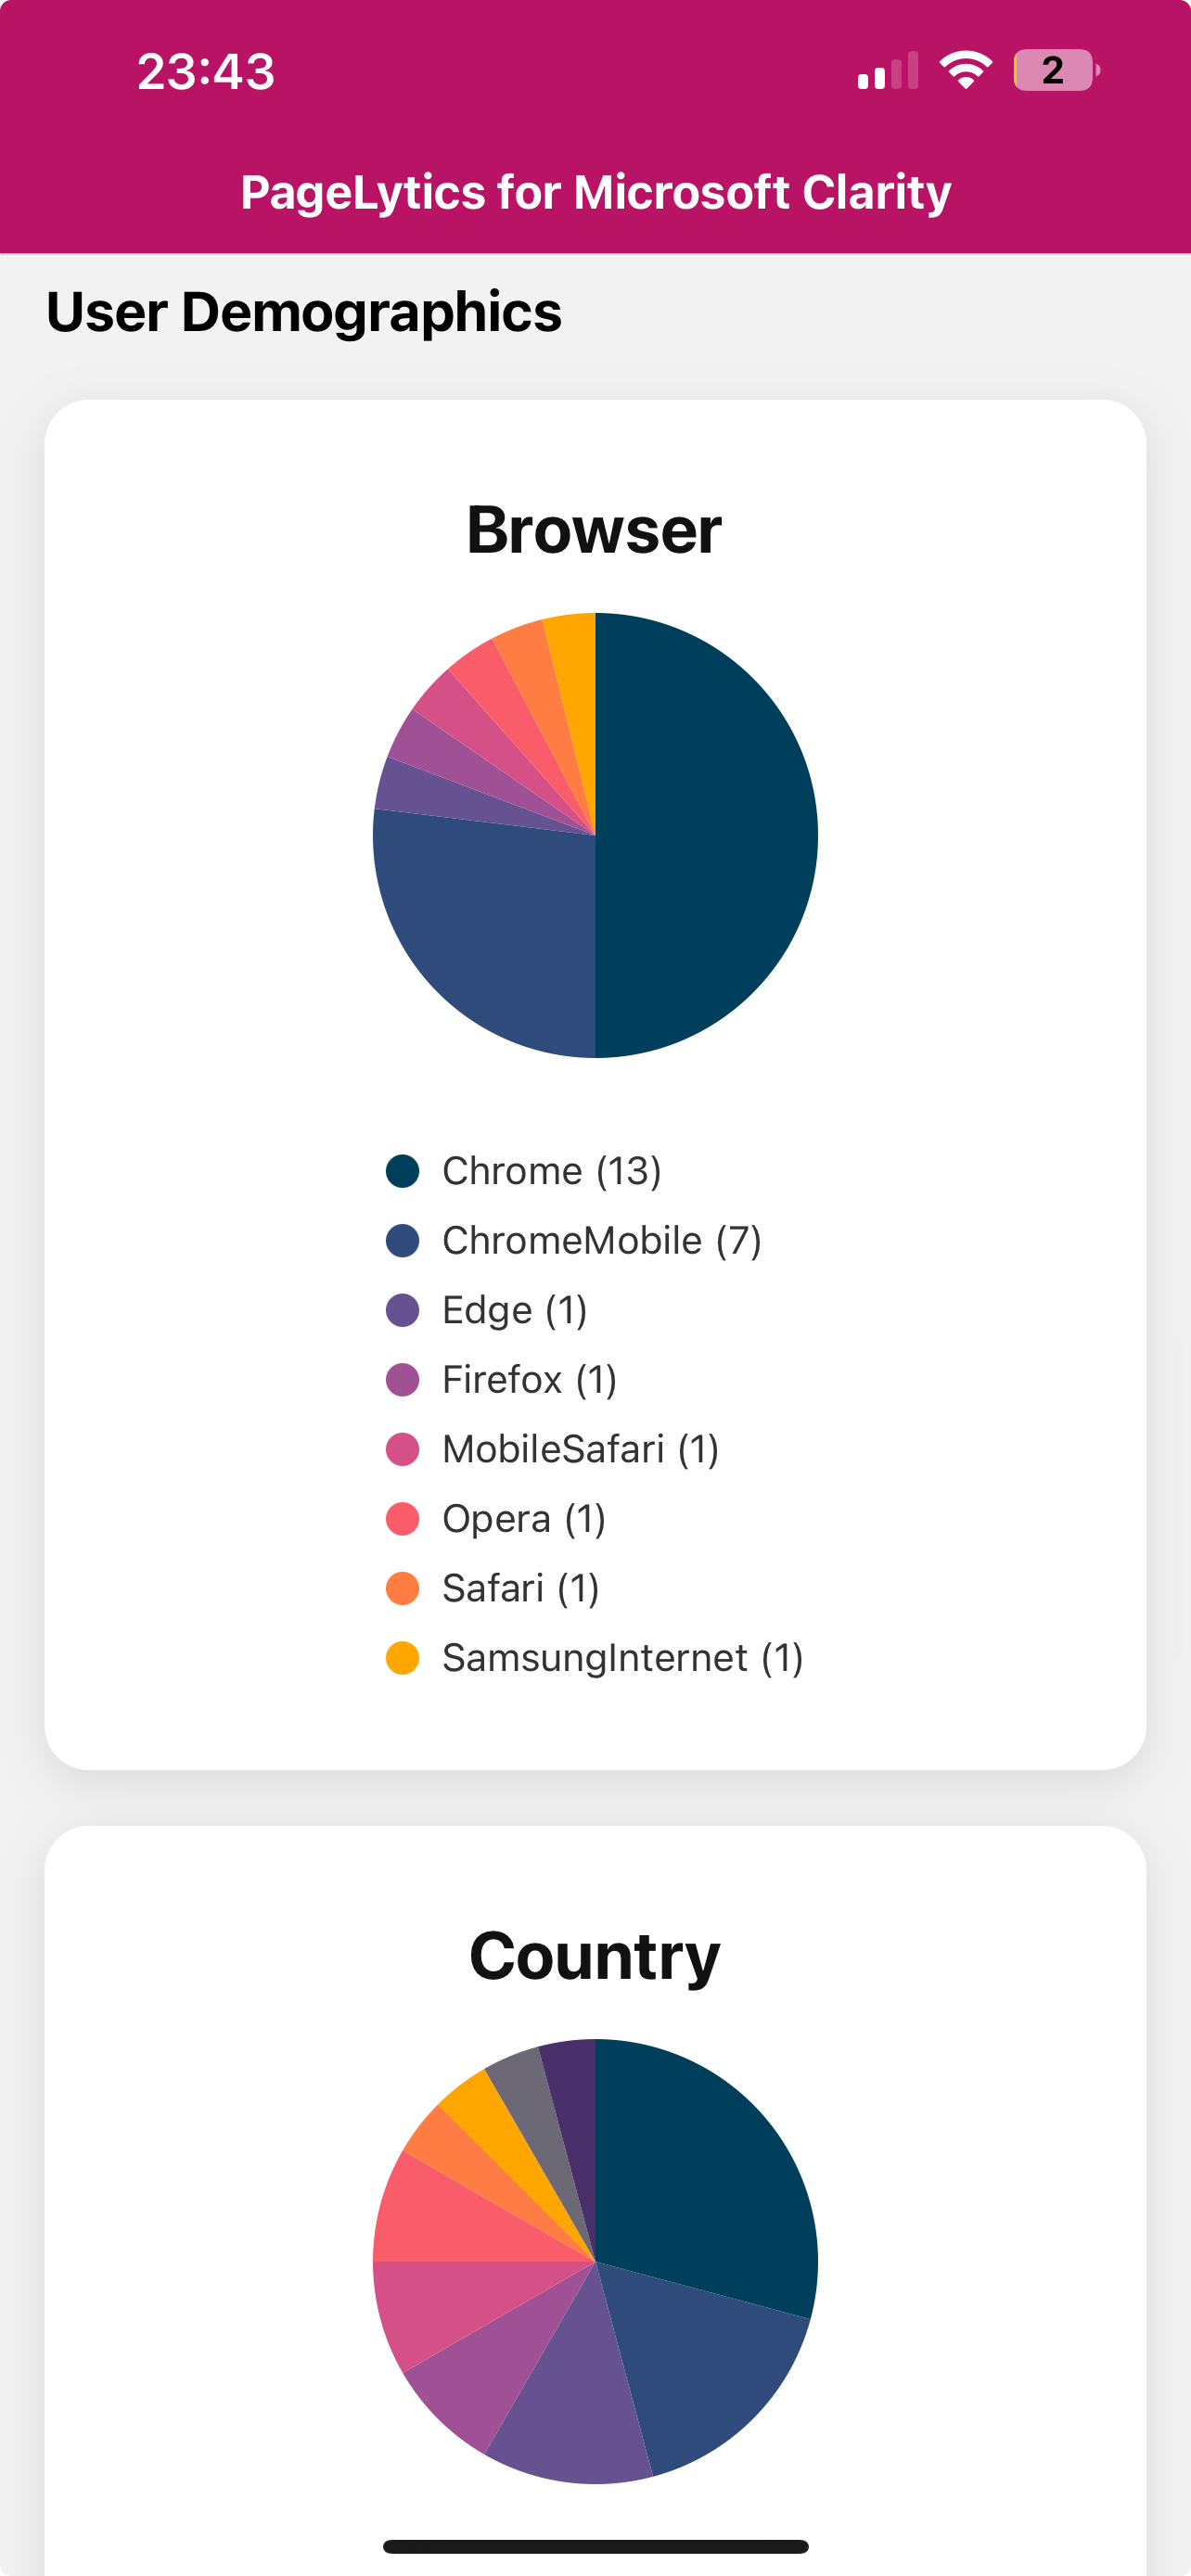 23:43
2
PageLytics for Microsoft Clarity
User Demographics
Browser
Chrome (13)
ChromeMobile (7)
Edge (1)
Firefox (1)
MobileSafari (1)
Opera (1)
Safari (1)
SamsungInternet (1)
Country